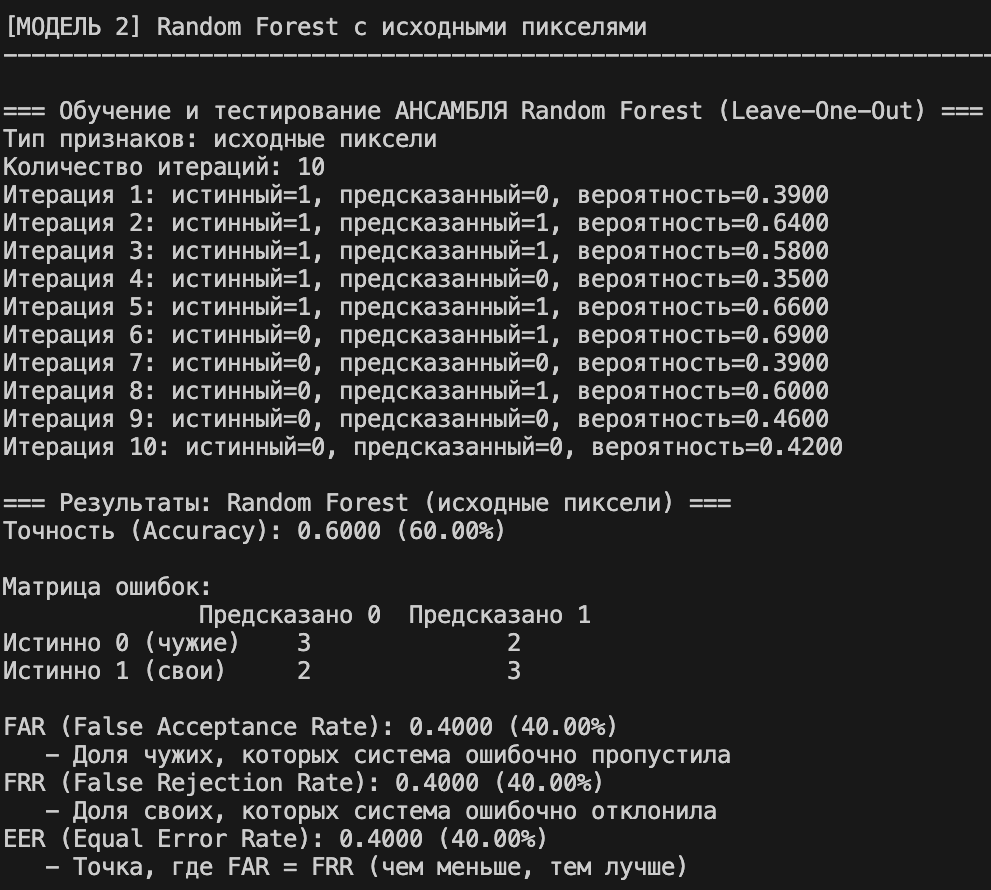 [МОДЕЛЬ 2] Random Forest с исходными пикселями
----------------------------------------------------------------------
=== Обучение и тестирование АНСАМБЛЯ Random Forest (Leave-One-Out) ===
Тип признаков: исходные пиксели
Количество итераций: 10
Итерация 1: истинный=1, предсказанный=0, вероятность=0.3900
Итерация 2: истинный=1, предсказанный=1, вероятность=0.6400
Итерация 3: истинный=1, предсказанный=1, вероятность=0.5800
Итерация 4: истинный=1, предсказанный=0, вероятность=0.3500
Итерация 5: истинный=1, предсказанный=1, вероятность=0.6600
Итерация 6: истинный=0, предсказанный=1, вероятность=0.6900
Итерация 7: истинный=0, предсказанный=0, вероятность=0.3900
Итерация 8: истинный=0, предсказанный=1, вероятность=0.6000
Итерация 9: истинный=0, предсказанный=0, вероятность=0.4600
Итерация 10: истинный=0, предсказанный=0, вероятность=0.4200
=== Результаты: Random Forest (исходные пиксели) ===
Точность (Accuracy): 0.6000 (60.00%)
Матрица ошибок:
Предсказано 0  Предсказано 1
Истинно 0 (чужие)    3              2
Истинно 1 (свои)     2              3
FAR (False Acceptance Rate): 0.4000 (40.00%)
- Доля чужих, которых система ошибочно пропустила
FRR (False Rejection Rate): 0.4000 (40.00%)
- Доля своих, которых система ошибочно отклонила
EER (Equal Error Rate): 0.4000 (40.00%)
- Точка, где FAR = FRR (чем меньше, тем лучше)